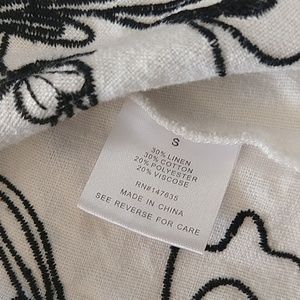 S
30% LINEN
30% COTTON
20% POLYESTER
20% VISCOSE
RN#147635
MADE IN CHINA
SEE REVERSE FOR CARE